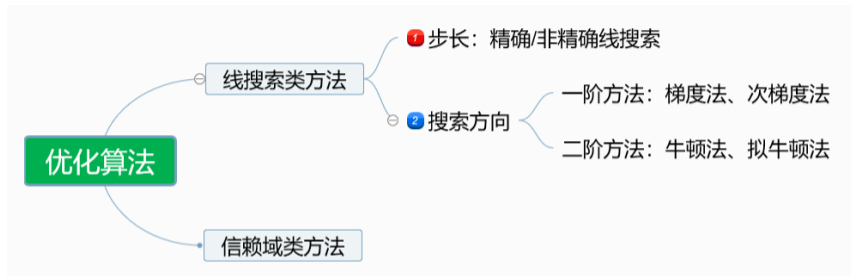 1 步长：精确/非精确线搜索
线搜索类方法
一阶方法：梯度法、次梯度法
2 搜索方向
二阶方法：牛顿法、拟牛顿法
优化算法
信赖域类方法